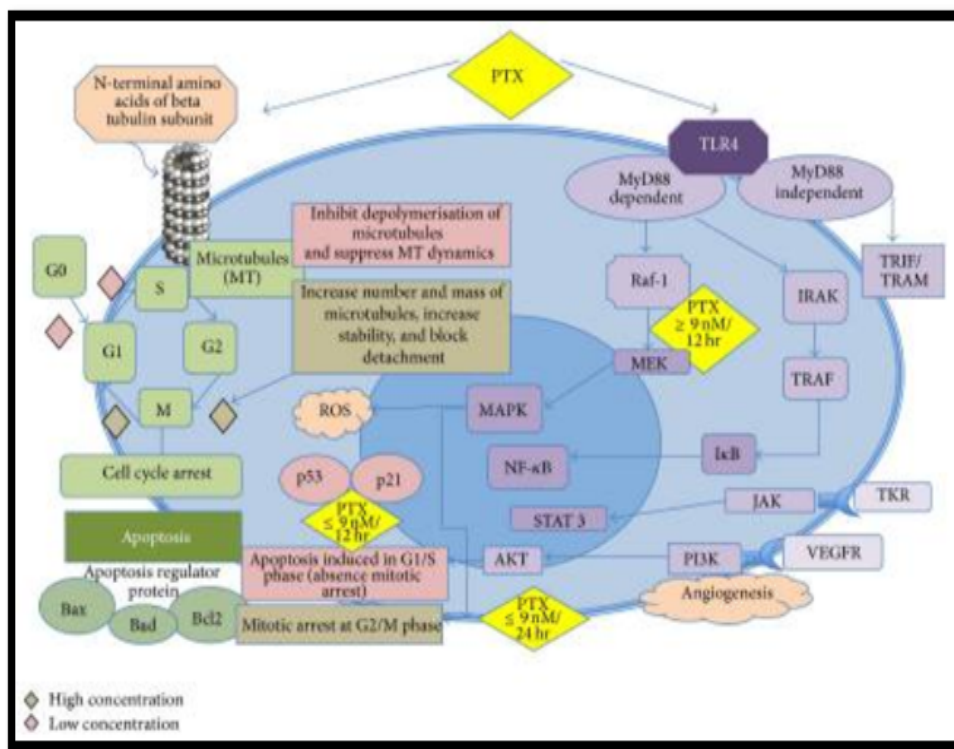 PTX
N-terminal amino
acids of beta
tubulin subunit
TLR4
MyD88
dependent
MyD88
independent
Inhibit depolymerisation of
microtubules
and suppress MT dynamics
Microtubules
(MT)
G0
S
Raf-1
TRIF/
TRAM
IRAK
Increase number and mass of
microtubules, increase
stability, and block
detachment
PTX
≥ 9 nM/
12 hr
G1
G2
MEK
TRAF
M
ROS
MAPK
Cell cycle arrest
p53
p21
NF-κB
IκB
PTX
≤ 9 nM/
12 hr
STAT 3
JAK
TKR
Apoptosis
Apoptosis induced in G1/S
phase (absence mitotic
arrest)
AKT
PI3K
VEGFR
Apoptosis regulator
protein
Angiogenesis
Bax
Bad
Bcl2
Mitotic arrest at G2/M phase
PTX
≤ 9 nM/
24 hr
High concentration
Low concentration